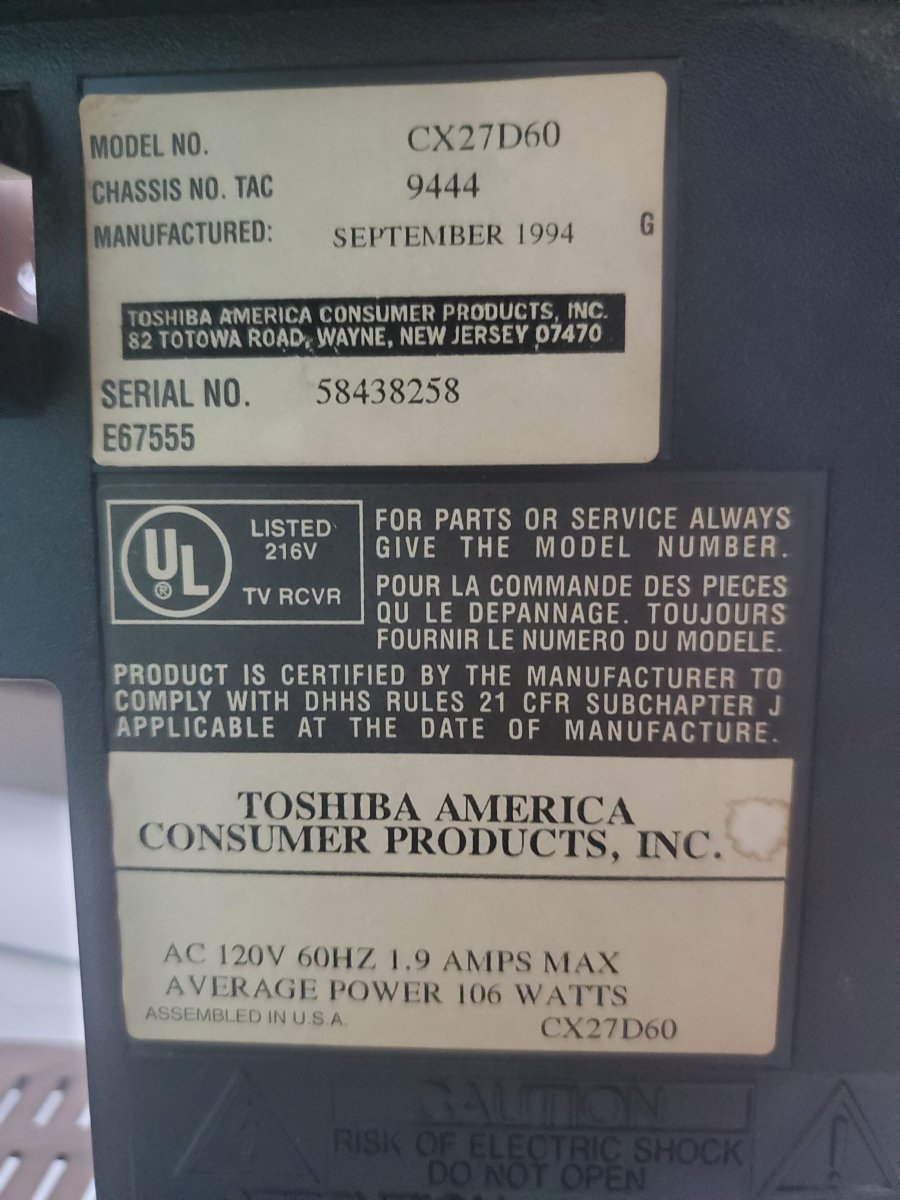 MODEL NO. CX27D60
CHASSIS NO. TAC 9444
MANUFACTURED: SEPTEMBER 1994 G
TOSHIBA AMERICA CONSUMER PRODUCTS, INC.
82 TOTOWA ROAD, WAYNE, NEW JERSEY 07470
SERIAL NO. 58438258
E67555
UL
®
LISTED
216V
TV RCVR
FOR PARTS OR SERVICE ALWAYS
GIVE THE MODEL NUMBER.
POUR LA COMMANDE DES PIECES
QU LE DEPANNAGE. TOUJOURS
FOURNIR LE NUMERO DU MODELE.
PRODUCT IS CERTIFIED BY THE MANUFACTURER TO
COMPLY WITH DHHS RULES 21 CFR SUBCHAPTER J
APPLICABLE AT THE DATE OF MANUFACTURE.
TOSHIBA AMERICA
CONSUMER PRODUCTS, INC.
AC 120V 60HZ 1.9 AMPS MAX
AVERAGE POWER 106 WATTS
ASSEMBLED IN U.S.A. CX27D60
CAUTION
RISK OF ELECTRIC SHOCK
DO NOT OPEN